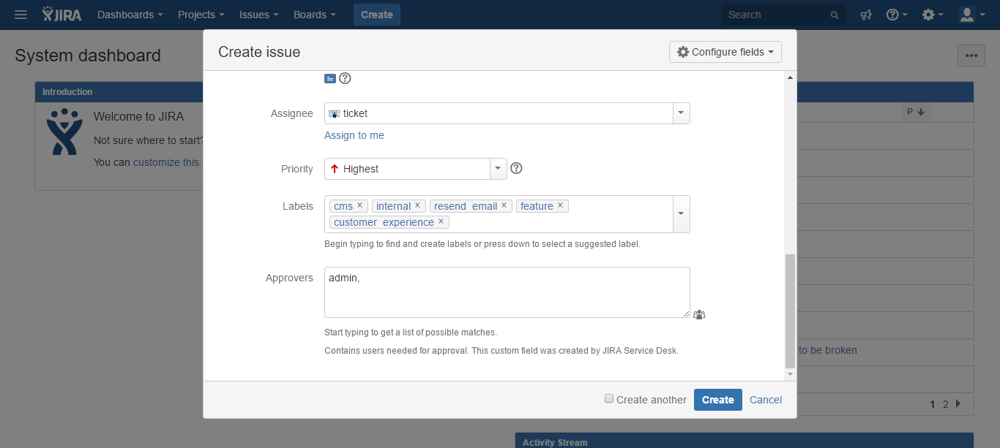 JIRA Dashboards Projects Issues Boards Create Search
System dashboard
Create issue Configure fields
Introduction
Welcome to JIRA
Not sure where to start?
You can customize this
Assignee ticket
Assign to me
Priority Highest
Labels cms internal resend_email feature
customer_experience
Begin typing to find and create labels or press down to select a suggested label.
Approvers admin,
Start typing to get a list of possible matches.
Contains users needed for approval. This custom field was created by JIRA Service Desk.
Create another Create Cancel
P
to be broken
1 2
Activity Stream